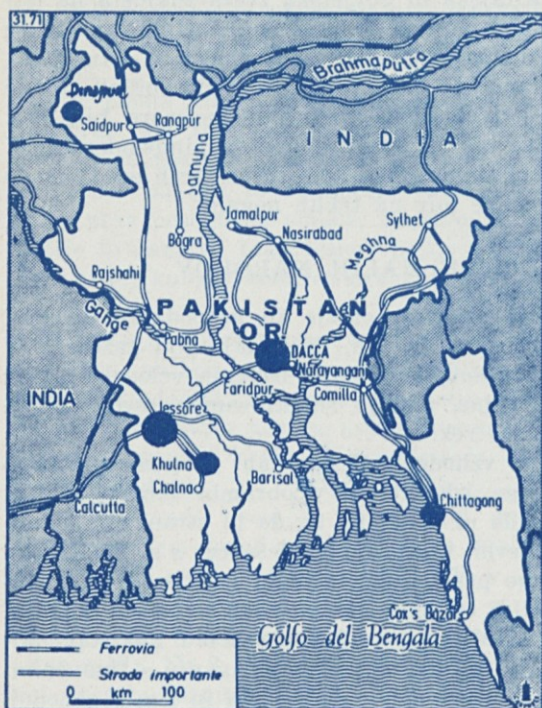 31.71
Brahmaputra
Dinajpur
Saidpur
Rangpur
Jamuna
INDIA
Jamalpur
Nasirabad
Sylhet
Bogra
Meghna
Rajshahi
Gange
PAKISTAN
OR.
Pabna
DACCA
Narayanganj
INDIA
Faridpur
Comilla
Jessore
Khulna
Chalna
Barisal
Calcutta
Chittagong
Cox's Bazar
Golfo del Bengala
Ferrovia
Strada importante
0 km 100